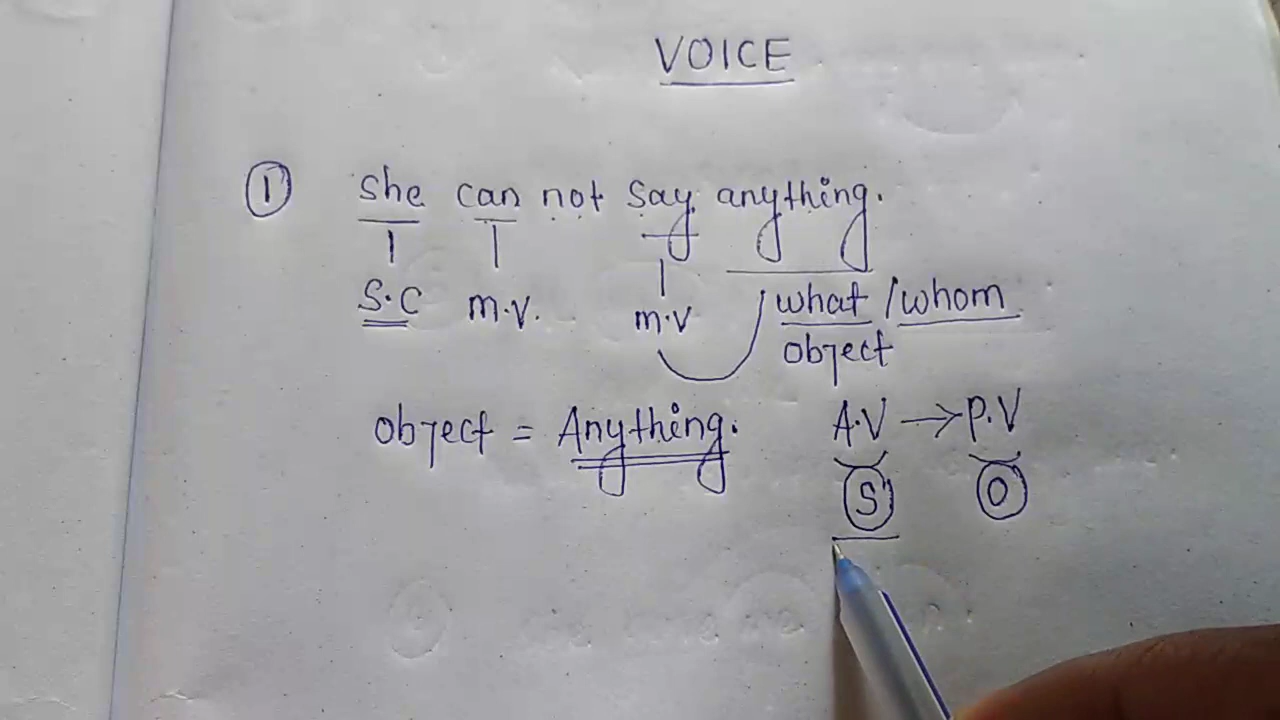 VOICE
① She can not say anything.
S.C m.v. m.v what / whom
object
object = Anything. A.V → P.V
S O